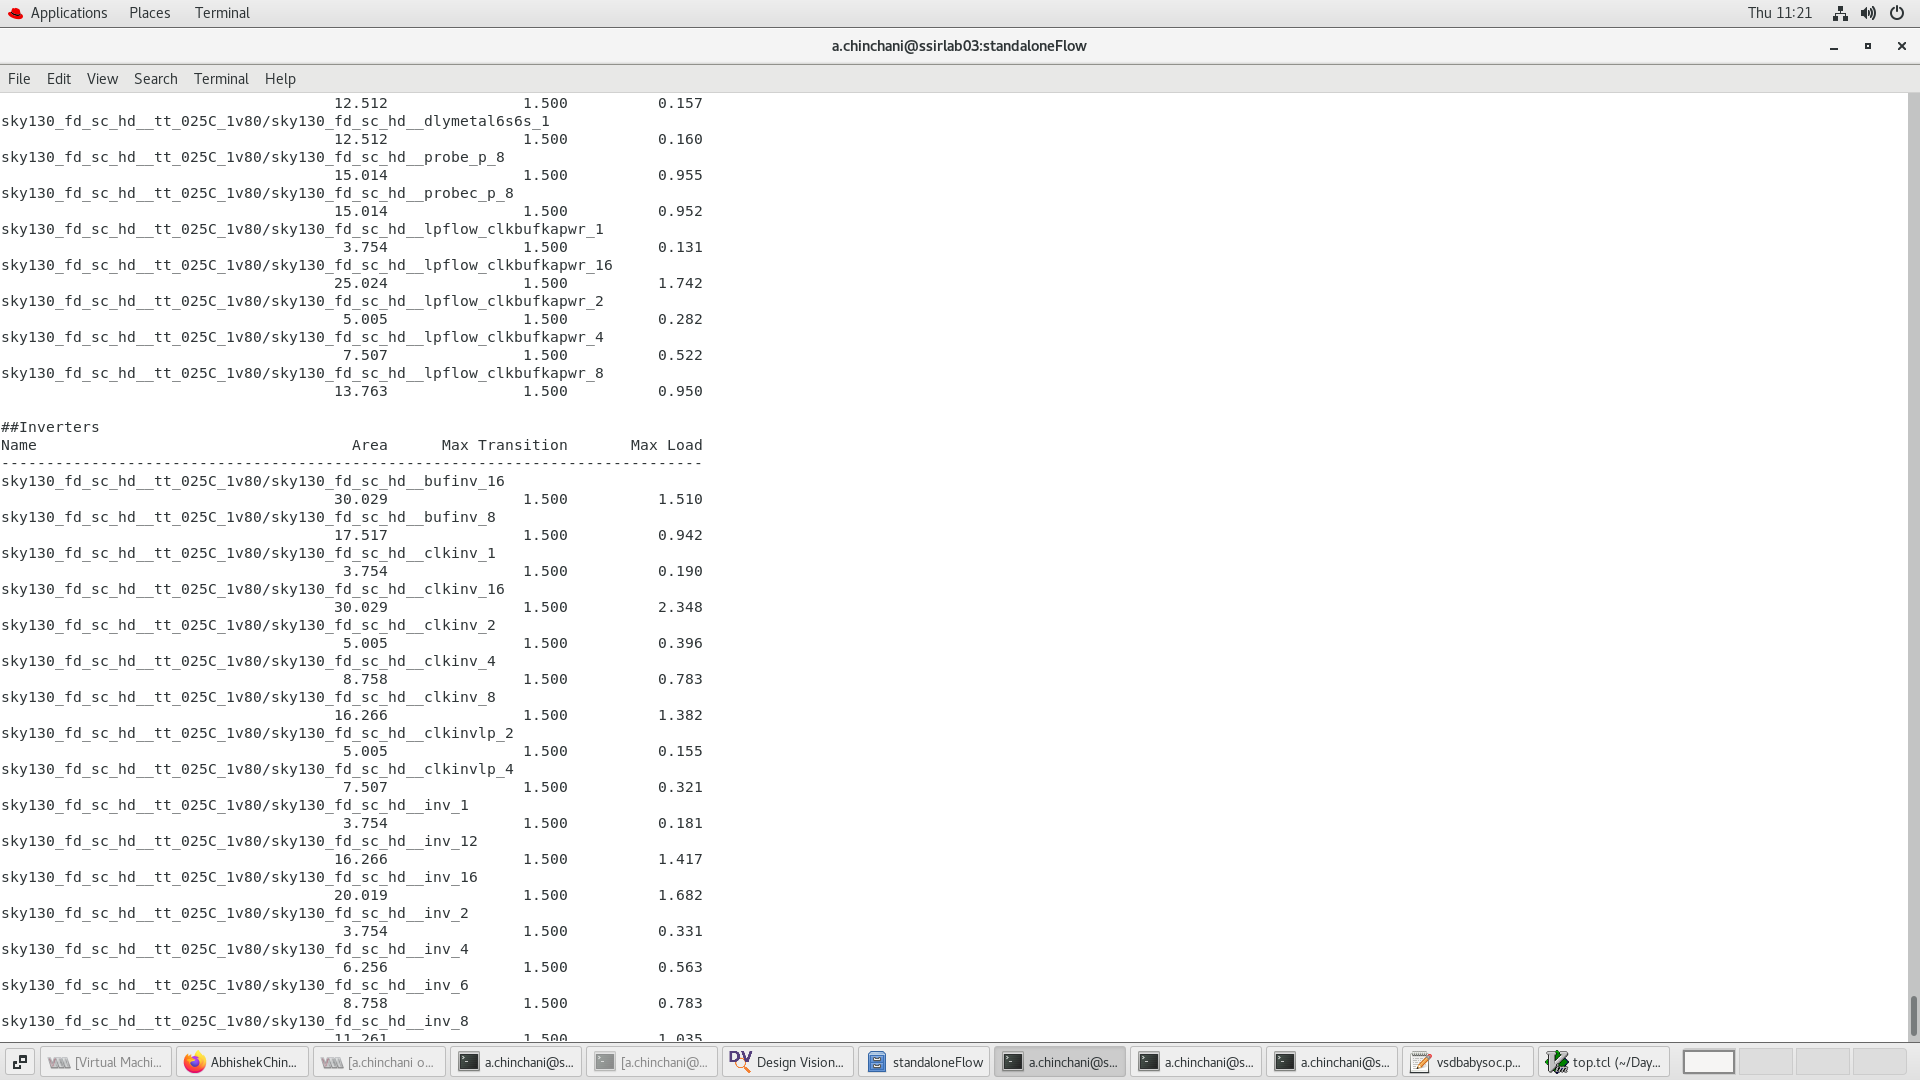 Applications Places Terminal Thu 11:21
a.chinchani@ssirlab03:standaloneFlow
File Edit View Search Terminal Help
12.512 1.500 0.157
sky130_fd_sc_hd__tt_025C_1v80/sky130_fd_sc_hd__dlymetal6s6s_1
12.512 1.500 0.160
sky130_fd_sc_hd__tt_025C_1v80/sky130_fd_sc_hd__probe_p_8
15.014 1.500 0.955
sky130_fd_sc_hd__tt_025C_1v80/sky130_fd_sc_hd__probec_p_8
15.014 1.500 0.952
sky130_fd_sc_hd__tt_025C_1v80/sky130_fd_sc_hd__lpflow_clkbufkapwr_1
3.754 1.500 0.131
sky130_fd_sc_hd__tt_025C_1v80/sky130_fd_sc_hd__lpflow_clkbufkapwr_16
25.024 1.500 1.742
sky130_fd_sc_hd__tt_025C_1v80/sky130_fd_sc_hd__lpflow_clkbufkapwr_2
5.005 1.500 0.282
sky130_fd_sc_hd__tt_025C_1v80/sky130_fd_sc_hd__lpflow_clkbufkapwr_4
7.507 1.500 0.522
sky130_fd_sc_hd__tt_025C_1v80/sky130_fd_sc_hd__lpflow_clkbufkapwr_8
13.763 1.500 0.950
##Inverters
Name Area Max Transition Max Load
------------------------------------------------------------------------------
sky130_fd_sc_hd__tt_025C_1v80/sky130_fd_sc_hd__bufinv_16
30.029 1.500 1.510
sky130_fd_sc_hd__tt_025C_1v80/sky130_fd_sc_hd__bufinv_8
17.517 1.500 0.942
sky130_fd_sc_hd__tt_025C_1v80/sky130_fd_sc_hd__clkinv_1
3.754 1.500 0.190
sky130_fd_sc_hd__tt_025C_1v80/sky130_fd_sc_hd__clkinv_16
30.029 1.500 2.348
sky130_fd_sc_hd__tt_025C_1v80/sky130_fd_sc_hd__clkinv_2
5.005 1.500 0.396
sky130_fd_sc_hd__tt_025C_1v80/sky130_fd_sc_hd__clkinv_4
8.758 1.500 0.783
sky130_fd_sc_hd__tt_025C_1v80/sky130_fd_sc_hd__clkinv_8
16.266 1.500 1.382
sky130_fd_sc_hd__tt_025C_1v80/sky130_fd_sc_hd__clkinvlp_2
5.005 1.500 0.155
sky130_fd_sc_hd__tt_025C_1v80/sky130_fd_sc_hd__clkinvlp_4
7.507 1.500 0.321
sky130_fd_sc_hd__tt_025C_1v80/sky130_fd_sc_hd__inv_1
3.754 1.500 0.181
sky130_fd_sc_hd__tt_025C_1v80/sky130_fd_sc_hd__inv_12
16.266 1.500 1.417
sky130_fd_sc_hd__tt_025C_1v80/sky130_fd_sc_hd__inv_16
20.019 1.500 1.682
sky130_fd_sc_hd__tt_025C_1v80/sky130_fd_sc_hd__inv_2
3.754 1.500 0.331
sky130_fd_sc_hd__tt_025C_1v80/sky130_fd_sc_hd__inv_4
6.256 1.500 0.563
sky130_fd_sc_hd__tt_025C_1v80/sky130_fd_sc_hd__inv_6
8.758 1.500 0.783
sky130_fd_sc_hd__tt_025C_1v80/sky130_fd_sc_hd__inv_8
11.261 1.500 1.035
[Virtual Machi... AbhishekChin... [a.chinchani o... a.chinchani@s... [a.chinchani@... DV Design Vision... standaloneFlow a.chinchani@s... a.chinchani@s... a.chinchani@s... vsdbabysoc.p... top.tcl (~/Day...